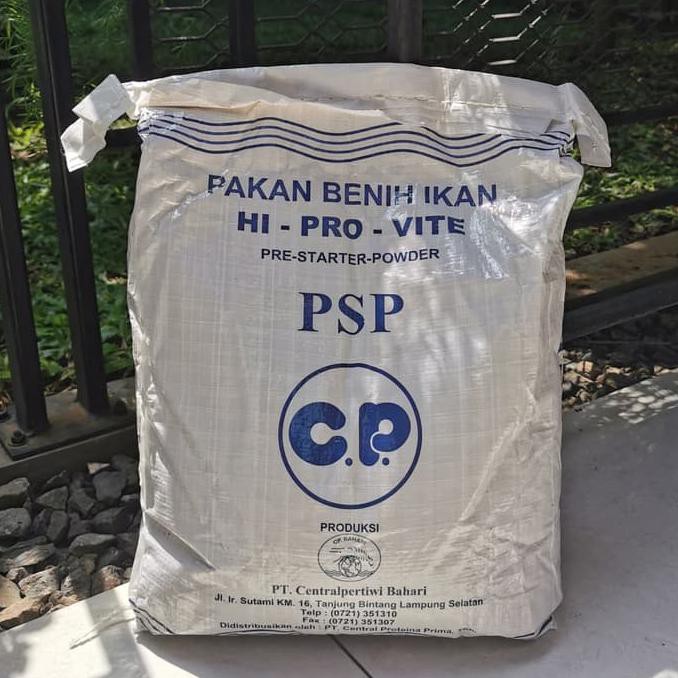 PAKAN BENIH IKAN
HI - PRO - VITE
PRE-STARTER-POWDER
PSP
C.P.
PRODUKSI
CP. BAHARI
PT. Centralpertiwi Bahari
Jl. Ir. Sutami KM. 16, Tanjung Bintang Lampung Selatan
Telp : (0721) 351310
Fax : (0721) 351307
Didistribusikan oleh : PT. Central Proteina Prima,